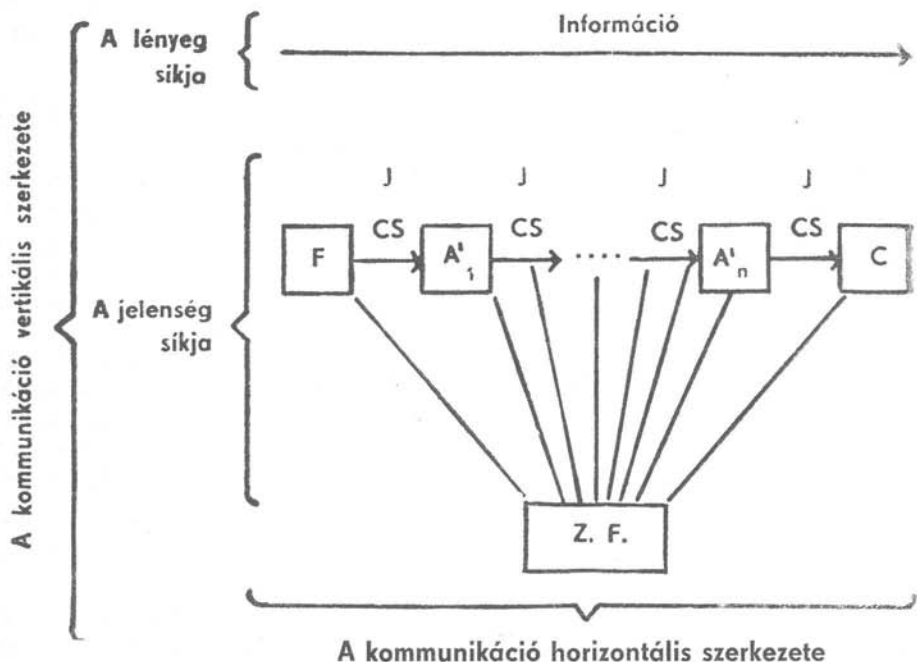 A lényeg
síkja
Információ
A kommunikáció vertikális szerkezete
J J J J
CS CS CS CS
F A'1 .... A'n C
A jelenség
síkja
Z. F.
A kommunikáció horizontális szerkezete